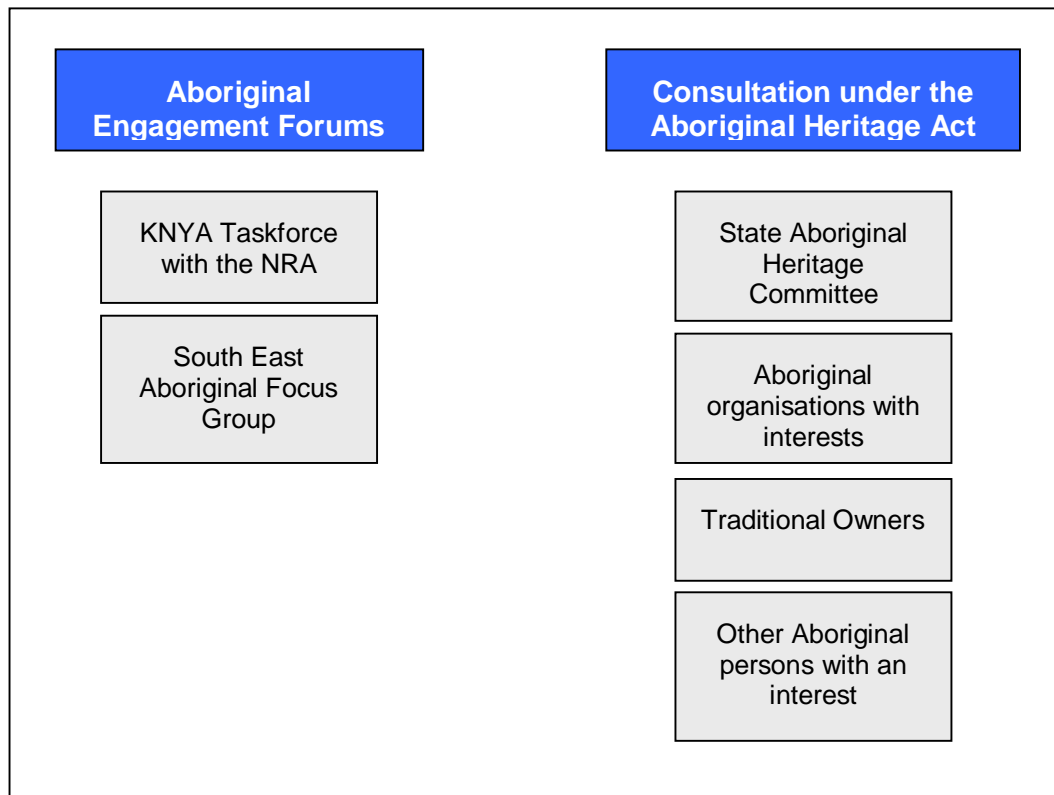 Aboriginal
Engagement Forums
KNYA Taskforce
with the NRA
South East
Aboriginal Focus
Group
Consultation under the
Aboriginal Heritage Act
State Aboriginal
Heritage
Committee
Aboriginal
organisations with
interests
Traditional Owners
Other Aboriginal
persons with an
interest